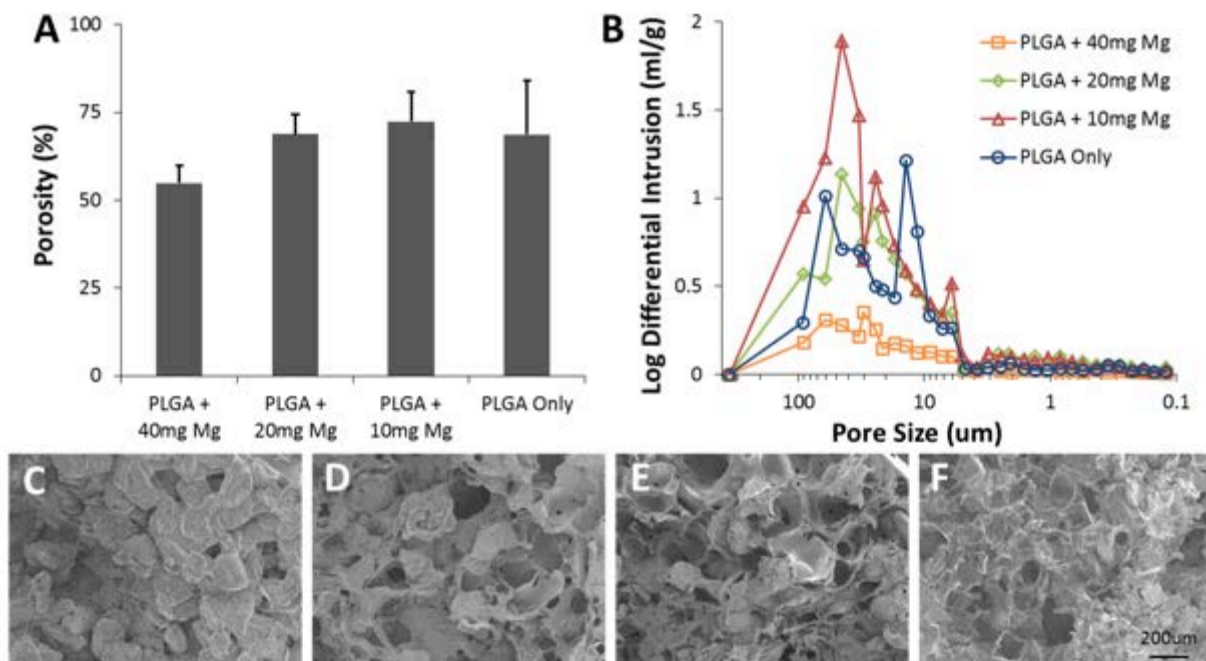 A
100
75
50
25
0
Porosity (%)
PLGA +
40mg Mg
PLGA +
20mg Mg
PLGA +
10mg Mg
PLGA Only
B
2
1.5
1
0.5
0
Log Differential Intrusion (ml/g)
100
10
1
0.1
Pore Size (um)
PLGA + 40mg Mg
PLGA + 20mg Mg
PLGA + 10mg Mg
PLGA Only
C
D
E
F
200um